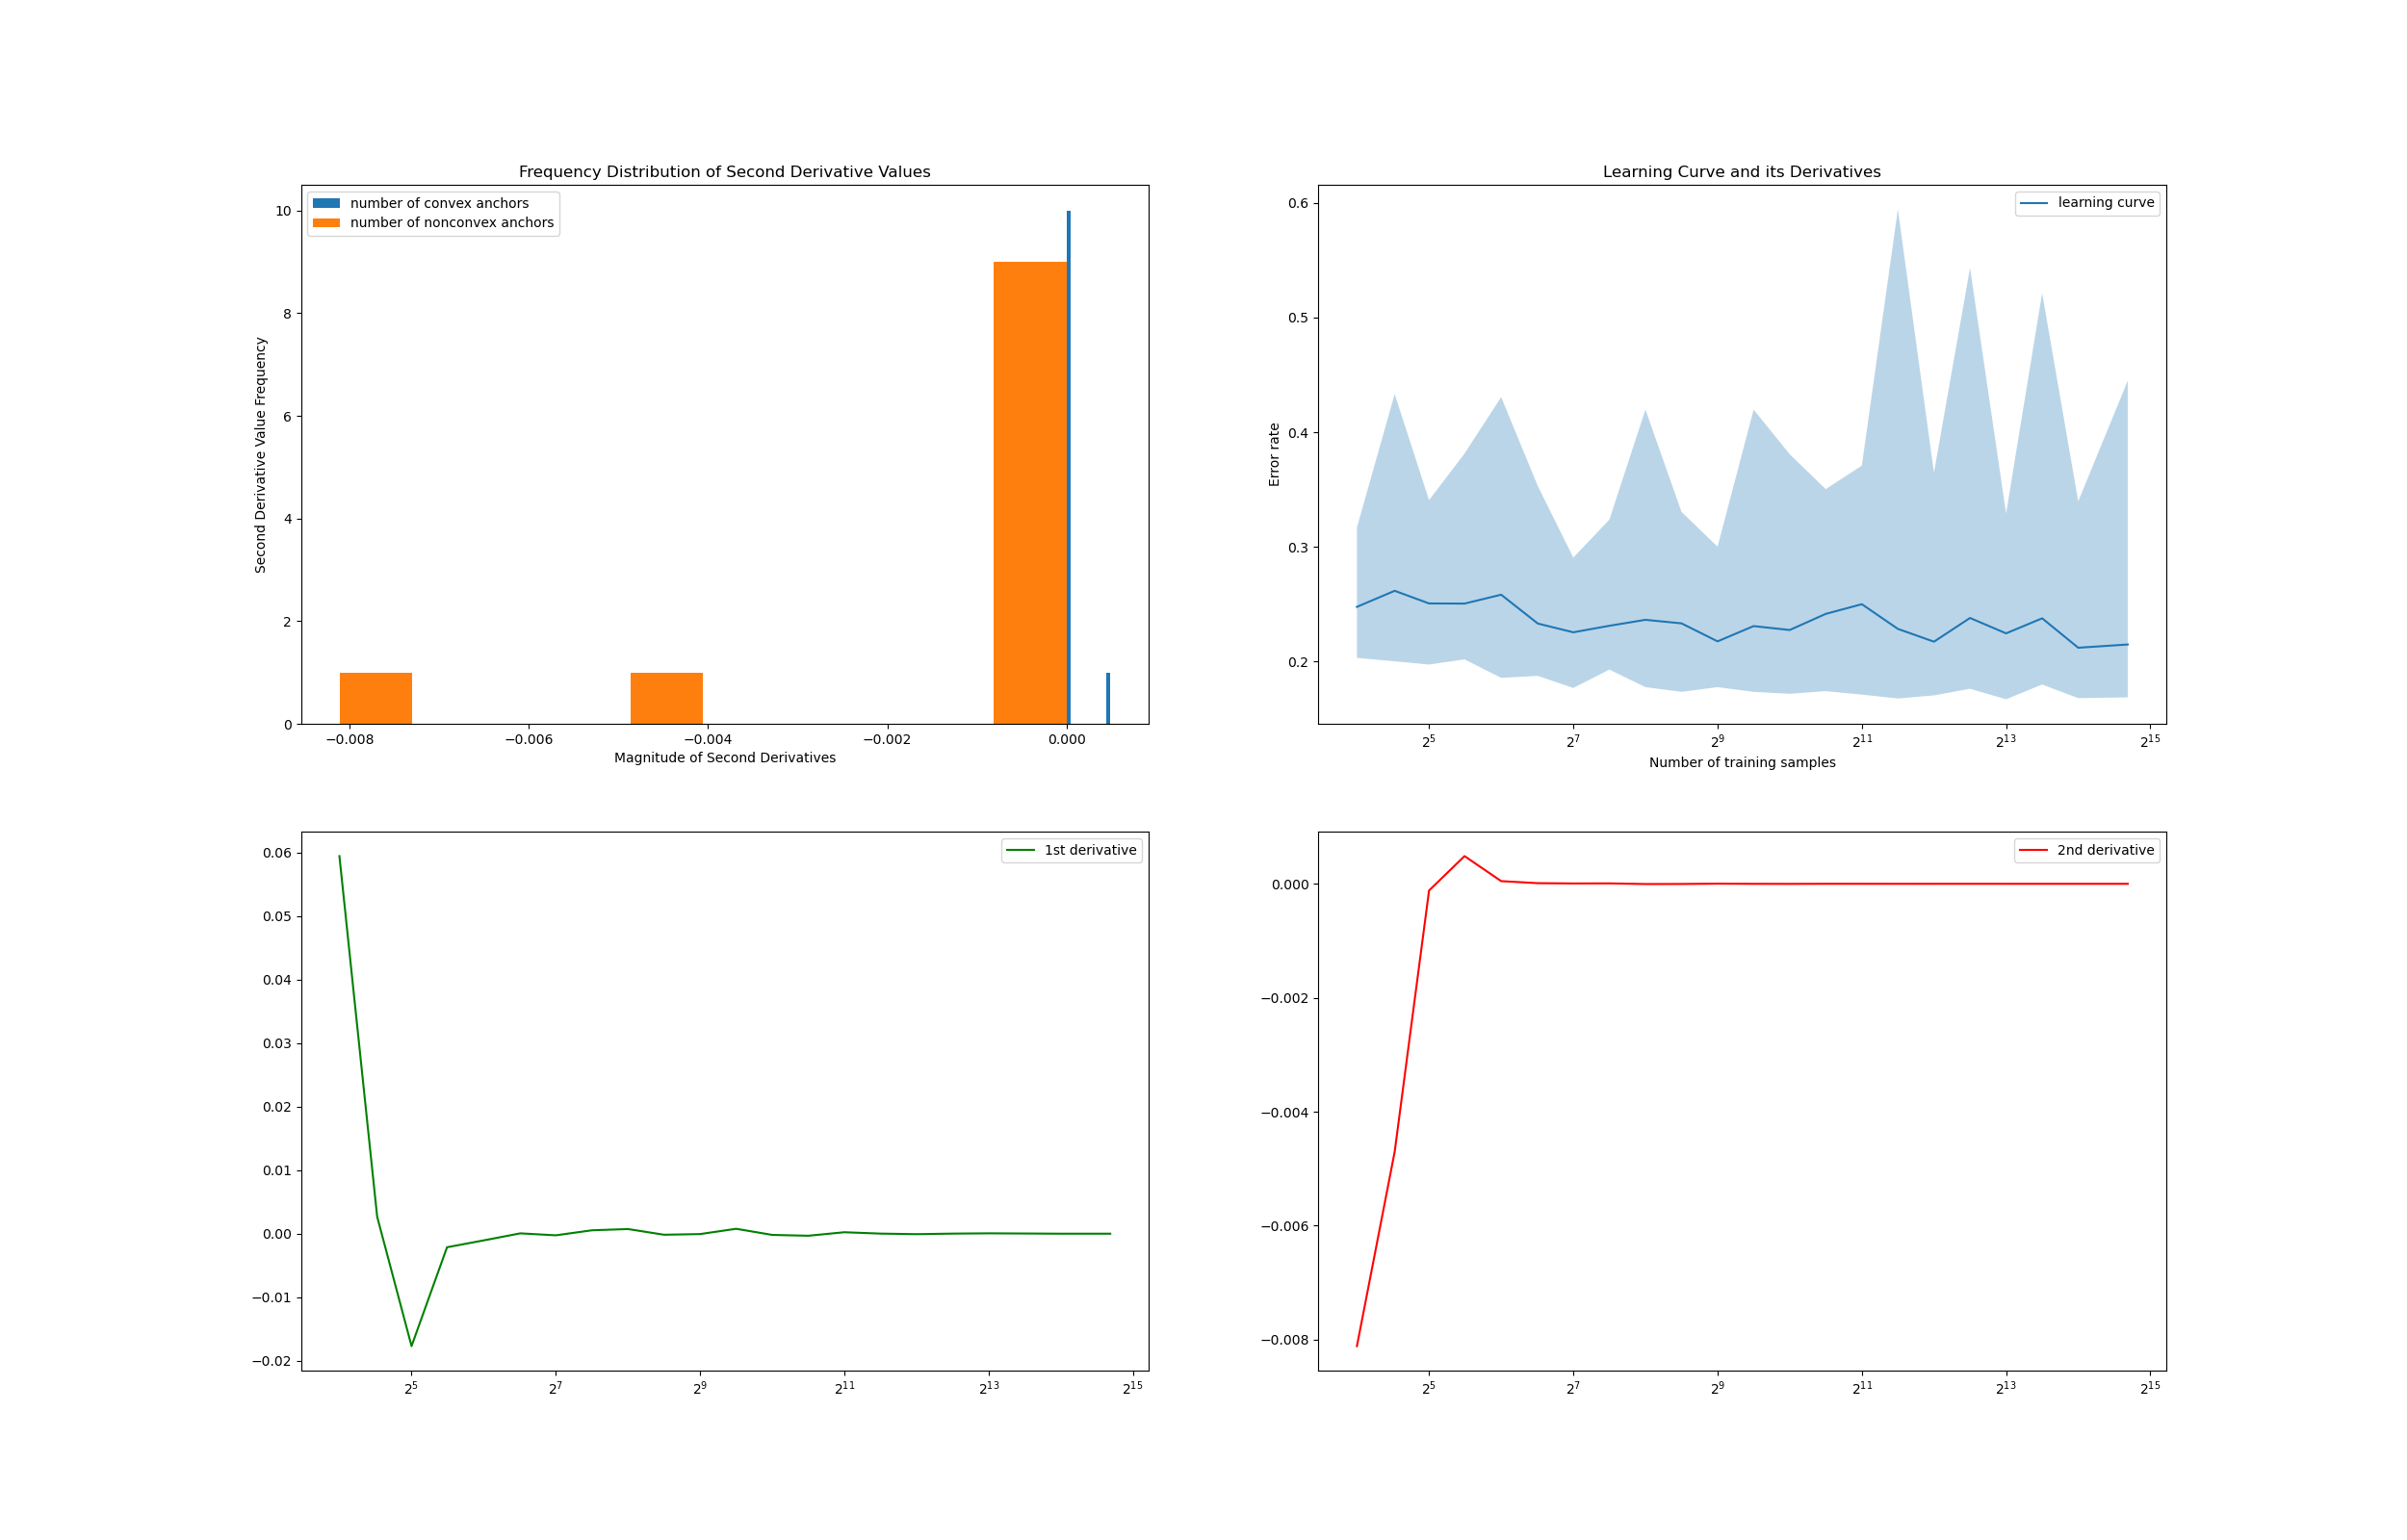 Frequency Distribution of Second Derivative Values
number of convex anchors
number of nonconvex anchors
10
8
6
4
2
0
Second Derivative Value Frequency
−0.008 −0.006 −0.004 −0.002 0.000
Magnitude of Second Derivatives
Learning Curve and its Derivatives
learning curve
0.6
0.5
0.4
0.3
0.2
Error rate
2^5 2^7 2^9 2^11 2^13 2^15
Number of training samples
1st derivative
0.06
0.05
0.04
0.03
0.02
0.01
0.00
−0.01
−0.02
2^5 2^7 2^9 2^11 2^13 2^15
2nd derivative
0.000
−0.002
−0.004
−0.006
−0.008
2^5 2^7 2^9 2^11 2^13 2^15